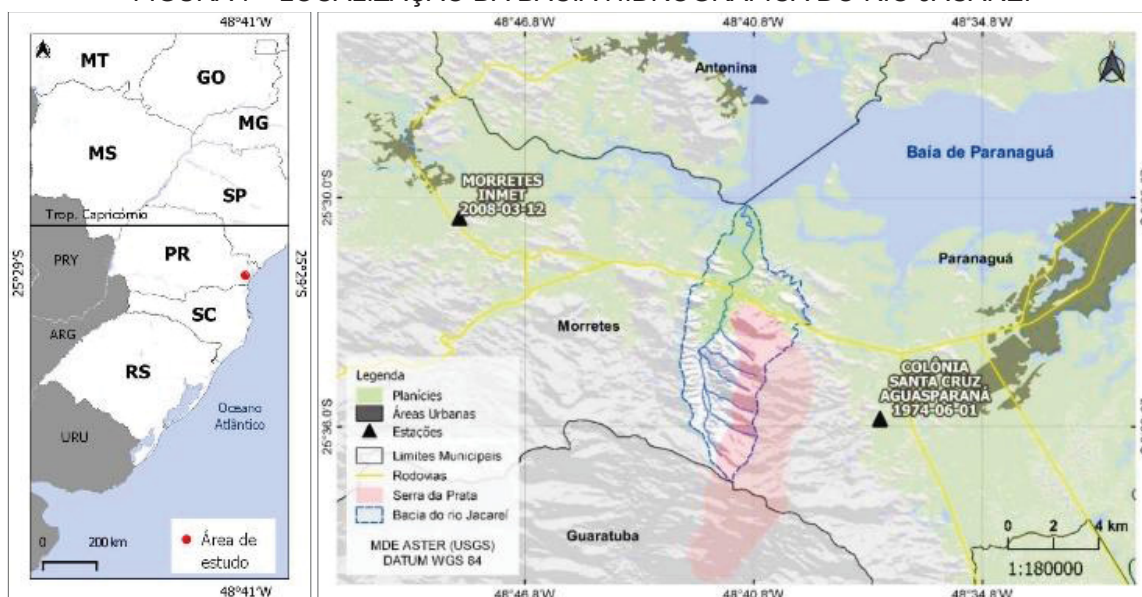 FIGURA 1 - LOCALIZAÇÃO DA BACIA HIDROGRÁFICA DO RIO JACAREÍ
48°41'W
MT
GO
MG
MS
SP
Trop. Capricórnio
PRY
PR
25°29'S
25°29'S
SC
ARG
RS
Oceano
Atlântico
URU
0 200 km
Área de
estudo
48°41'W
48°46.8'W
48°40.8'W
48°34.8'W
N
Antonina
Baía de Paranaguá
MORRETES
INMET
2008-03-12
25°30.0'S
Paranaguá
Morretes
COLÔNIA
SANTA CRUZ
AGUASPARANÁ
1974-06-01
25°36.0'S
Legenda
Planícies
Áreas Urbanas
Estações
Limites Municipais
Rodovias
Serra da Prata
Bacia do rio Jacareí
MDE ASTER (USGS)
DATUM WGS 84
Guaratuba
0 2 4 km
1:180000
48°46.8'W
48°40.8'W
48°34.8'W